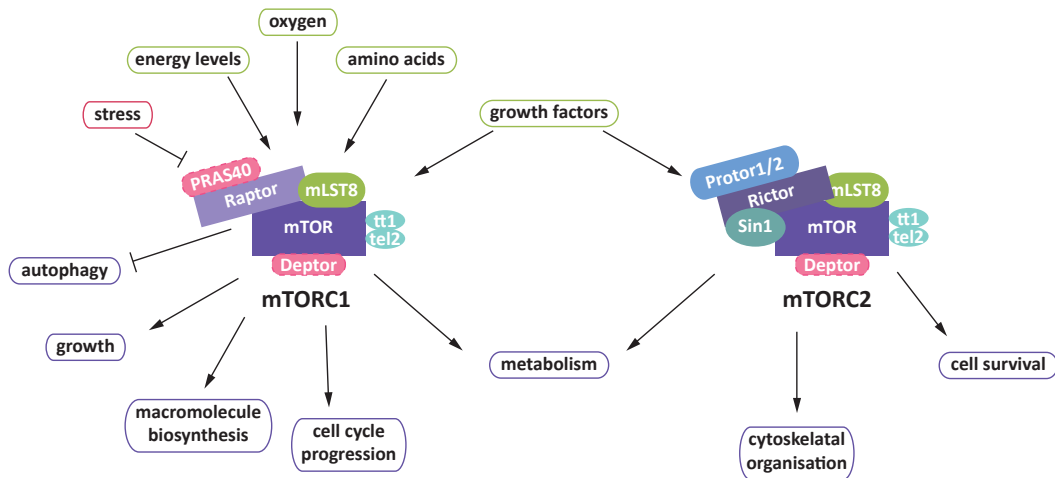 oxygen
energy levels
amino acids
stress
growth factors
PRAS40
Raptor
mLST8
mTOR
tt1
tel2
Deptor
mTORC1
Protor1/2
Rictor
mLST8
Sin1
mTOR
tt1
tel2
Deptor
mTORC2
autophagy
growth
macromolecule
biosynthesis
cell cycle
progression
metabolism
cytoskelatal
organisation
cell survival